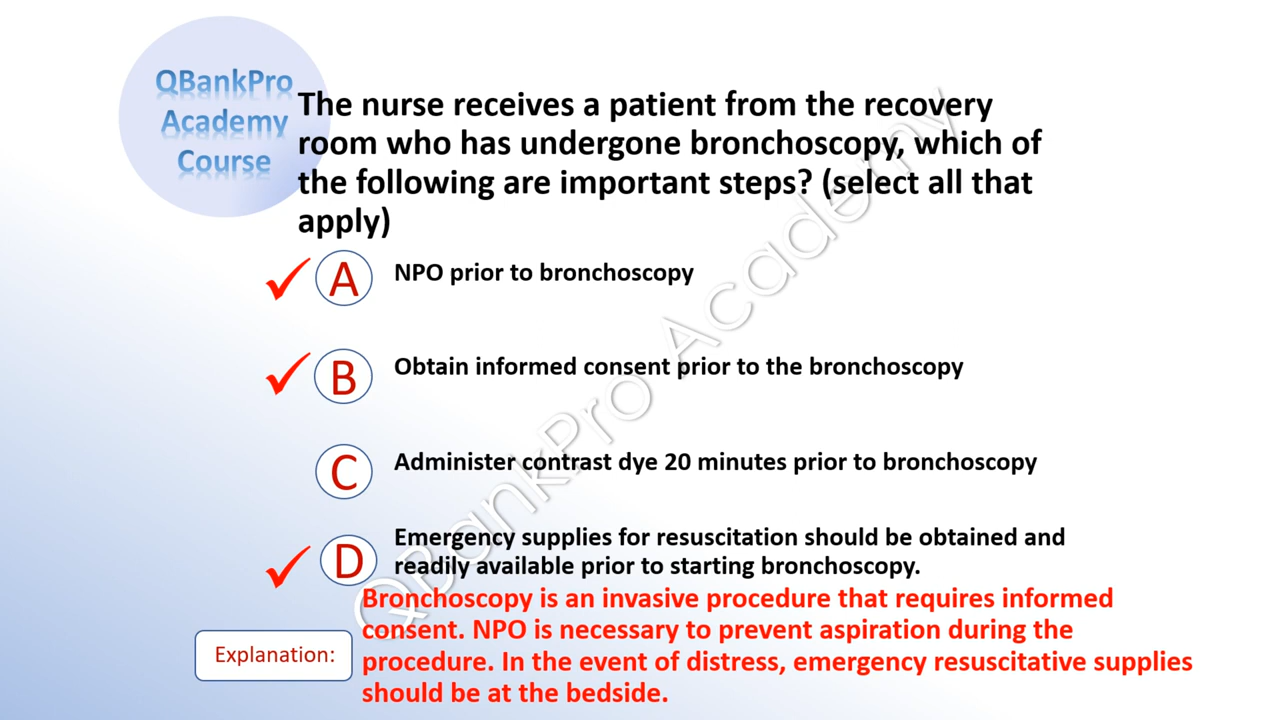 QBankPro
Academy
Course
The nurse receives a patient from the recovery
room who has undergone bronchoscopy, which of
the following are important steps? (select all that
apply)
A
NPO prior to bronchoscopy
B
Obtain informed consent prior to the bronchoscopy
C
Administer contrast dye 20 minutes prior to bronchoscopy
D
Emergency supplies for resuscitation should be obtained and
readily available prior to starting bronchoscopy.
Explanation:
Bronchoscopy is an invasive procedure that requires informed
consent. NPO is necessary to prevent aspiration during the
procedure. In the event of distress, emergency resuscitative supplies
should be at the bedside.
QBankPro Academy